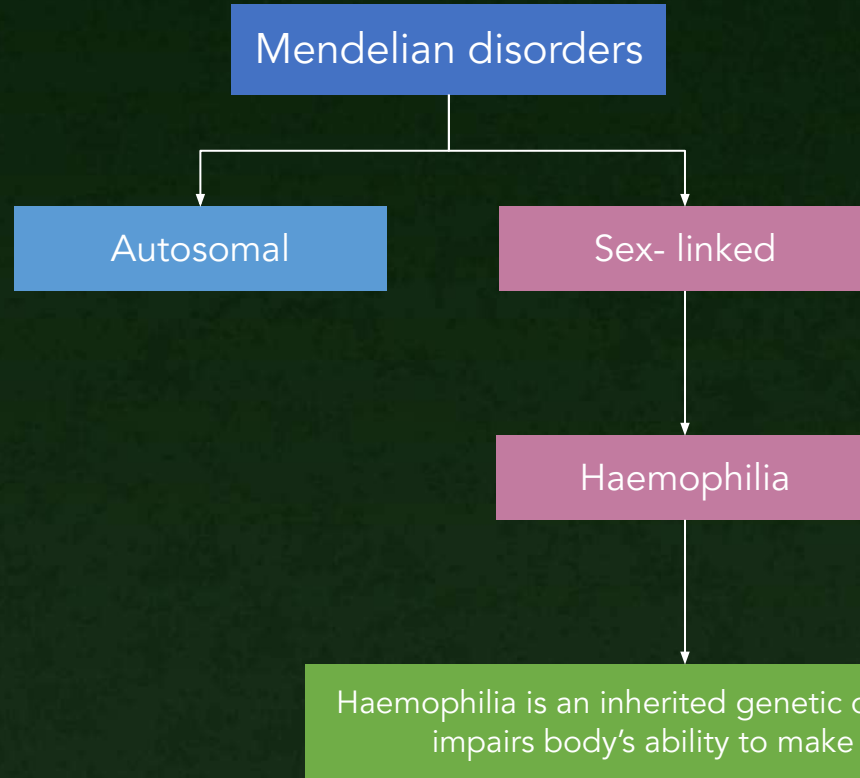 Mendelian disorders
Autosomal
Sex- linked
Haemophilia
Haemophilia is an inherited genetic
impairs body's ability to make